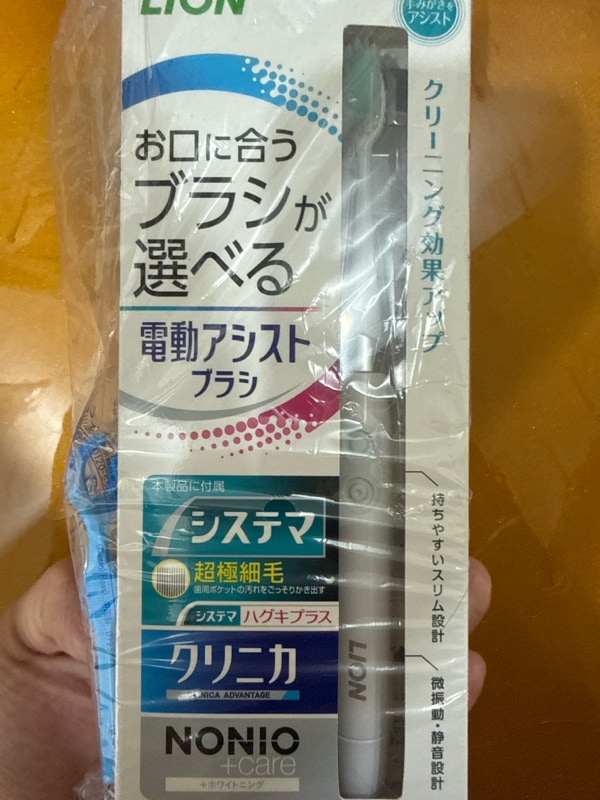 LION
手みがきを
アシスト
お口に合う
ブラシが
選べる
電動アシスト
ブラシ
クリーニング効果アップ
本製品に付属
システマ
超極細毛
歯周ポケットの汚れをごっそりかき出す
システマ ハグキプラス
クリニカ
CLINICA ADVANTAGE
NONIO
+care
+ホワイトニング
LION
持ちやすいスリム設計
微振動・静音設計